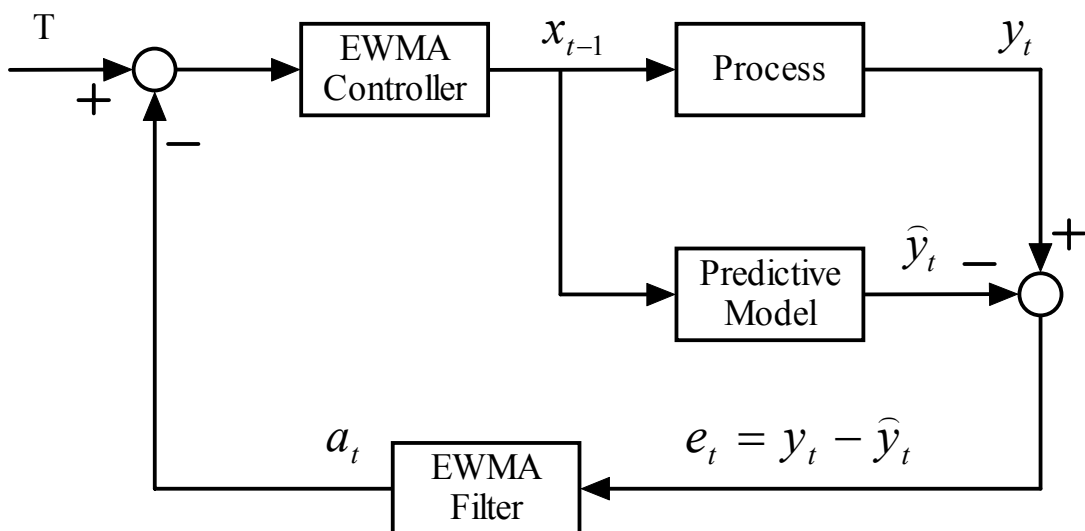 T
+
−
EWMA
Controller
x_{t−1}
Process
y_t
+
Predictive
Model
ŷ_t
−
e_t = y_t − ŷ_t
EWMA
Filter
a_t